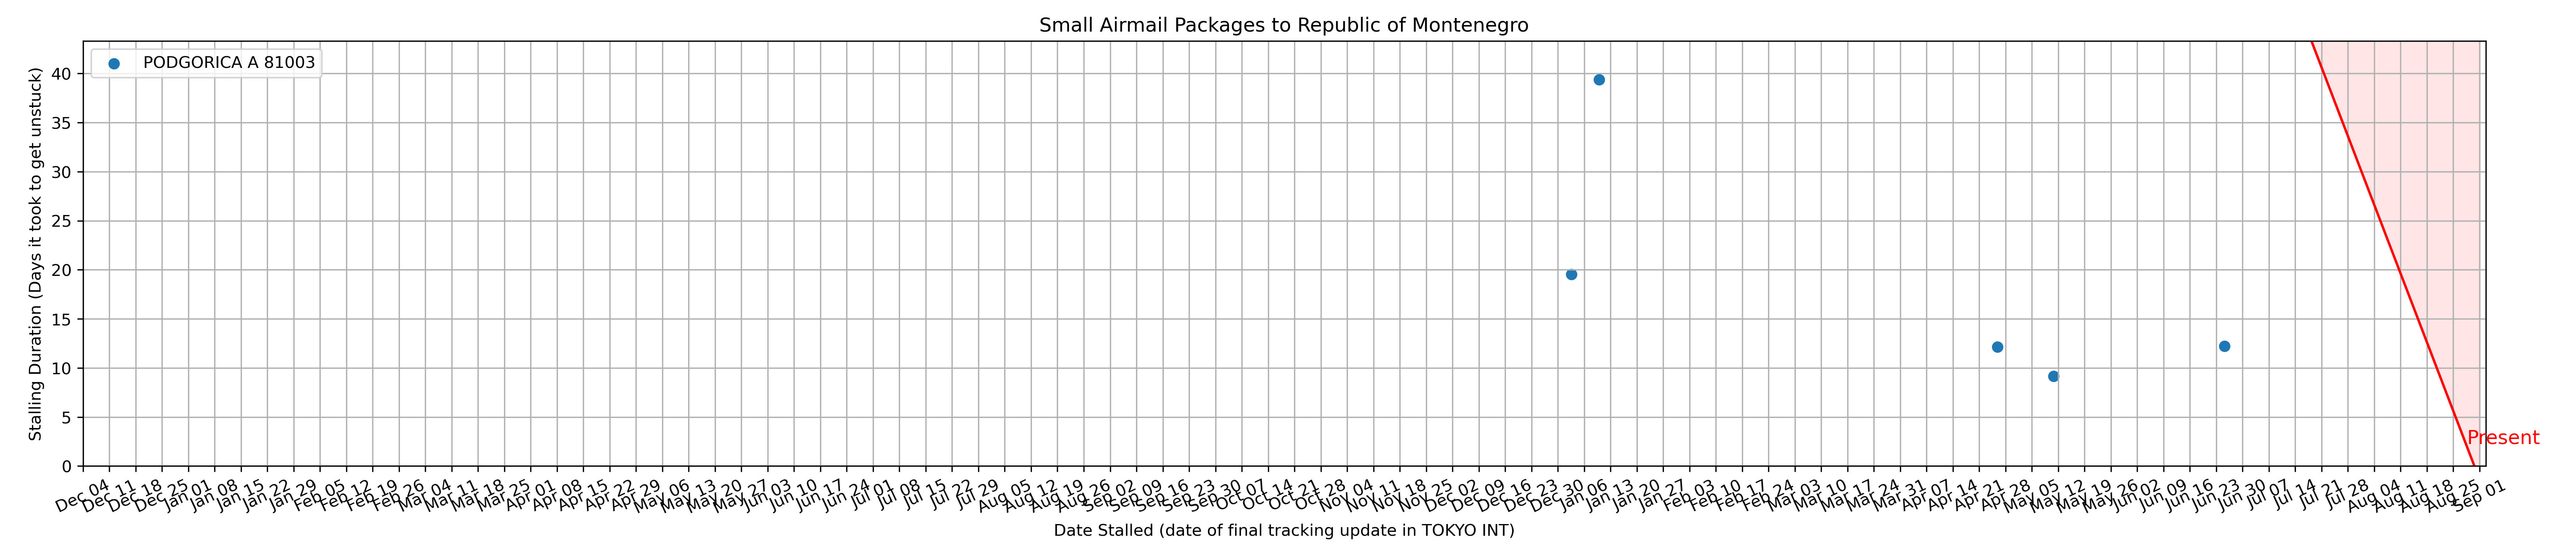 Small Airmail Packages to Republic of Montenegro
PODGORICA A 81003
Stalling Duration (Days it took to get unstuck)
40
35
30
25
20
15
10
5
0
Present
Dec 04 Dec 11 Dec 18 Dec 25 Jan 01 Jan 08 Jan 15 Jan 22 Jan 29 Feb 05 Feb 12 Feb 19 Feb 26 Mar 04 Mar 11 Mar 18 Mar 25 Apr 01 Apr 08 Apr 15 Apr 22 Apr 29 May 06 May 13 May 20 May 27 Jun 03 Jun 10 Jun 17 Jun 24 Jul 01 Jul 08 Jul 15 Jul 22 Jul 29 Aug 05 Aug 12 Aug 19 Aug 26 Sep 02 Sep 09 Sep 16 Sep 23 Sep 30 Oct 07 Oct 14 Oct 21 Oct 28 Nov 04 Nov 11 Nov 18 Nov 25 Dec 02 Dec 09 Dec 16 Dec 23 Dec 30 Jan 06 Jan 13 Jan 20 Jan 27 Feb 03 Feb 10 Feb 17 Feb 24 Mar 03 Mar 10 Mar 17 Mar 24 Mar 31 Apr 07 Apr 14 Apr 21 Apr 28 May 05 May 12 May 19 May 26 Jun 02 Jun 09 Jun 16 Jun 23 Jun 30 Jul 07 Jul 14 Jul 21 Jul 28 Aug 04 Aug 11 Aug 18 Aug 25 Sep 01
Date Stalled (date of final tracking update in TOKYO INT)